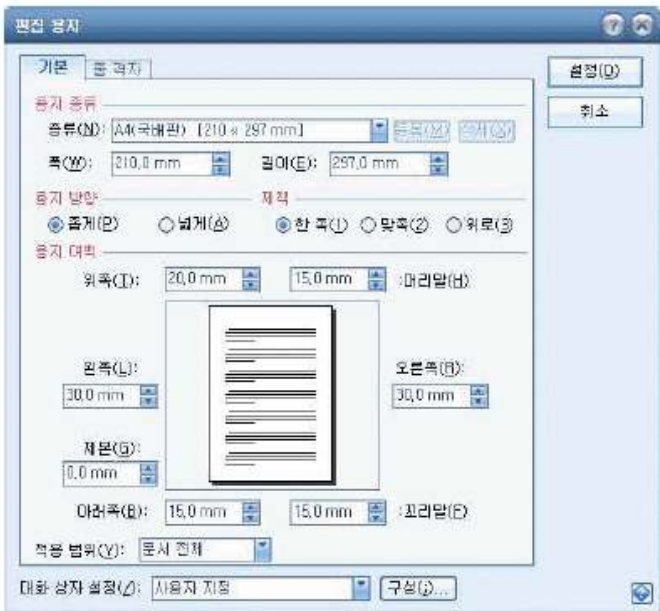 편집 용지
기본 줄 격자
설정(D)
취소
용지 종류
종류(N): A4(국배판) [210 x 297 mm] 등록(M) 삭제(X)
폭(W): 210,0 mm 길이(E): 297,0 mm
용지 방향 제책
좁게(P) 넓게(A) 한 쪽(1) 맞쪽(2) 위로(3)
용지 여백
위쪽(T): 20,0 mm 15,0 mm :머리말(H)
왼쪽(L): 오른쪽(R):
30,0 mm 30,0 mm
제본(G):
0,0 mm
아래쪽(B): 15,0 mm 15,0 mm :꼬리말(F)
적용 범위(Y): 문서 전체
대화 상자 설정(/): 사용자 지정 구성(;)...